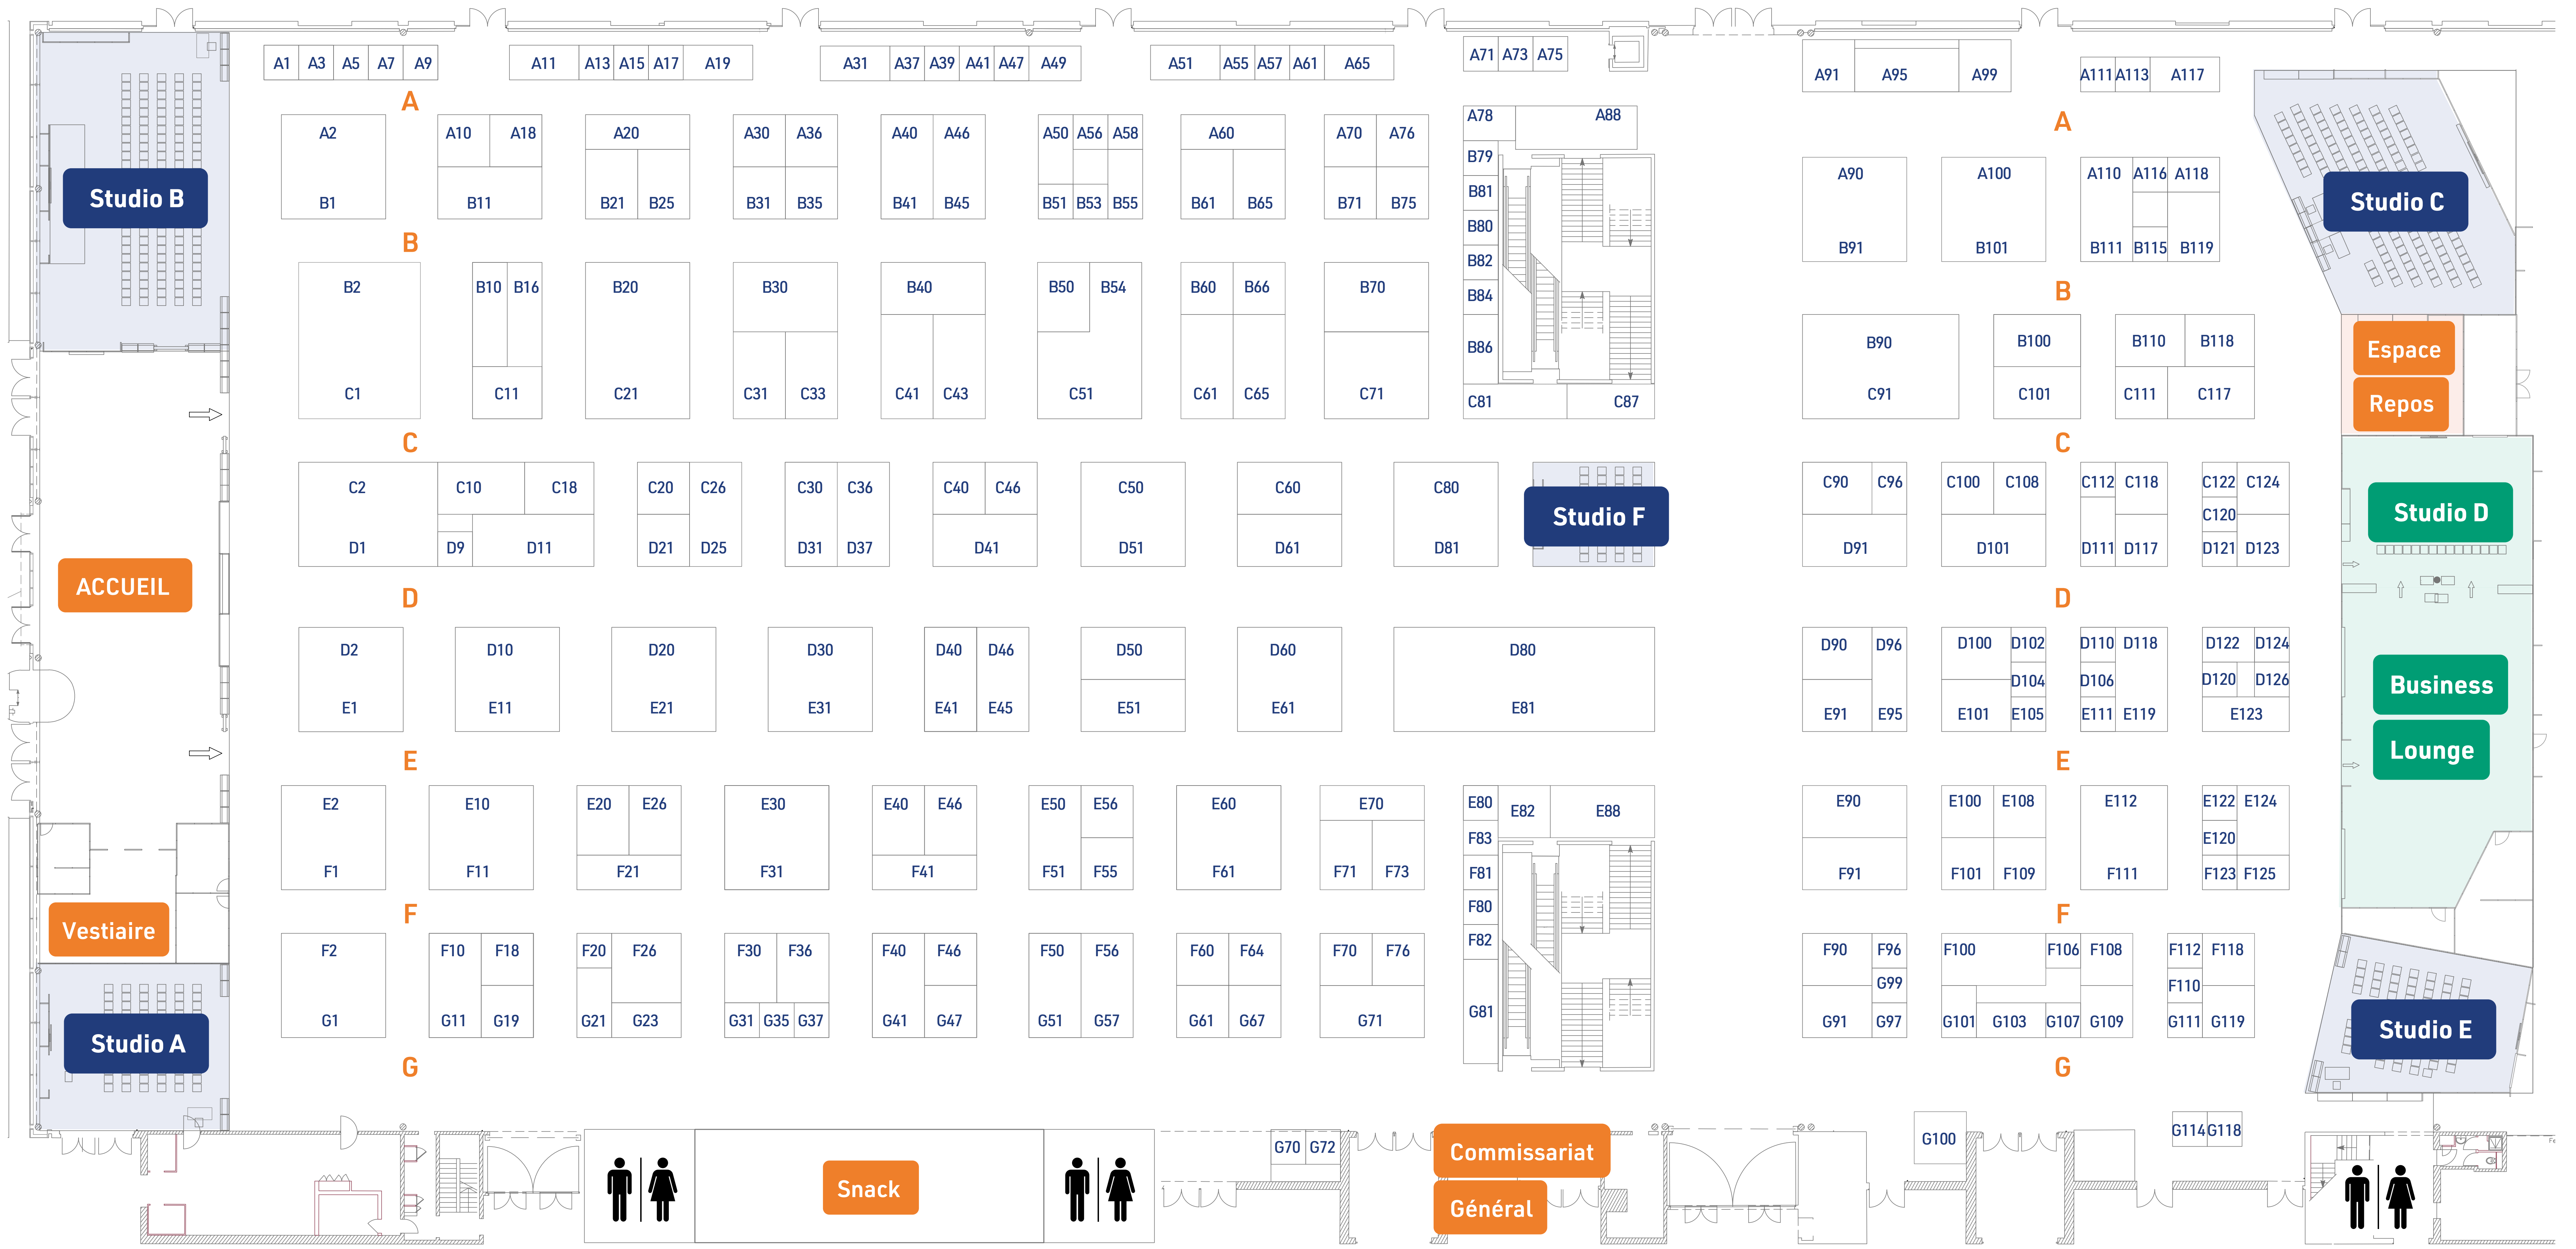 A1 A3 A5 A7 A9 A11 A13 A15 A17 A19 A31 A37 A39 A41 A47 A49 A51 A55 A57 A61 A65 A71 A73 A75 A91 A95 A99 A111 A113 A117
A A
A2 A10 A18 A20 A30 A36 A40 A46 A50 A56 A58 A60 A70 A76 A78 A88
B79
A90 A100 A110 A116 A118
Studio B
B81
Studio C
B1 B11 B21 B25 B31 B35 B41 B45 B51 B53 B55 B61 B65 B71 B75
B80
B B91 B101 B111 B115 B119
B82
B2 B10 B16 B20 B30 B40 B50 B54 B60 B66 B70 B84 B
B86 B90 B100 B110 B118 Espace
C1 C11 C21 C31 C33 C41 C43 C51 C61 C65 C71 C81 C87 C91 C101 C111 C117 Repos
C C
C2 C10 C18 C20 C26 C30 C36 C40 C46 C50 C60 C80 C90 C96 C100 C108 C112 C118 C122 C124
Studio F C120 Studio D
D1 D9 D11 D21 D25 D31 D37 D41 D51 D61 D81 D91 D101 D111 D117 D121 D123
ACCUEIL
D D
D2 D10 D20 D30 D40 D46 D50 D60 D80 D90 D96 D100 D102 D110 D118 D122 D124
D104 D106 D120 D126 Business
E1 E11 E21 E31 E41 E45 E51 E61 E81 E91 E95 E101 E105 E111 E119 E123
Lounge
E E
E2 E10 E20 E26 E30 E40 E46 E50 E56 E60 E70 E80 E82 E88 E90 E100 E108 E112 E122 E124
F83 E120
F1 F11 F21 F31 F41 F51 F55 F61 F71 F73 F81 F91 F101 F109 F111 F123 F125
F F80 F
Vestiaire
F2 F10 F18 F20 F26 F30 F36 F40 F46 F50 F56 F60 F64 F70 F76 F82 F90 F96 F100 F106 F108 F112 F118
G99 F110
G1 G11 G19 G21 G23 G31 G35 G37 G41 G47 G51 G57 G61 G67 G71 G81 G91 G97 G101 G103 G107 G109 G111 G119
Studio A Studio E
G G
G70 G72 Commissariat G100 G114 G118
Snack Général